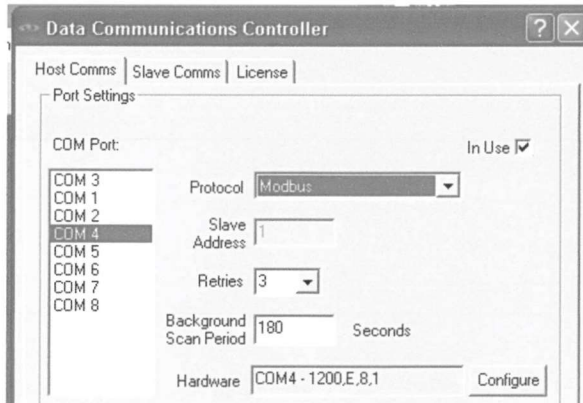 Data Communications Controller
Host Comms Slave Comms License
Port Settings
COM Port:
In Use
COM 3
COM 1
COM 2
COM 4
COM 5
COM 6
COM 7
COM 8
Protocol Modbus
Slave Address 1
Retries 3
Background Scan Period 180 Seconds
Hardware COM4 - 1200,E,8,1 Configure